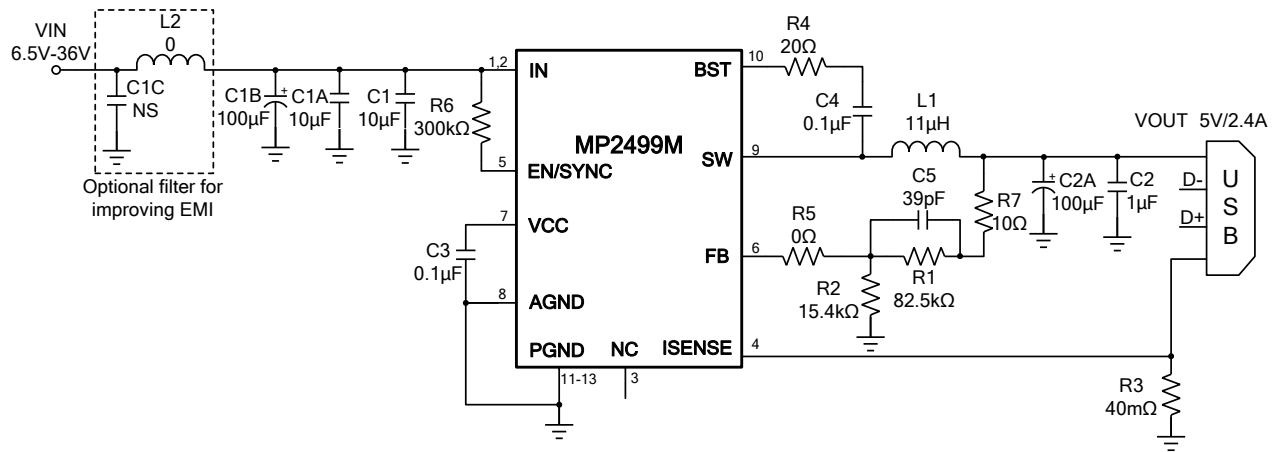 VIN
6.5V-36V
L2
0
C1C
NS
Optional filter for
improving EMI
C1B
100µF
+
C1A
10µF
C1
10µF
R6
300kΩ
1,2
IN
5
EN/SYNC
7
VCC
C3
0.1µF
8
AGND
PGND
11-13
NC
3
MP2499M
BST
10
SW
9
FB
6
ISENSE
4
R4
20Ω
C4
0.1µF
L1
11µH
C5
39pF
R5
0Ω
R2
15.4kΩ
R1
82.5kΩ
R7
10Ω
+
C2A
100µF
C2
1µF
VOUT 5V/2.4A
D-
D+
U
S
B
R3
40mΩ